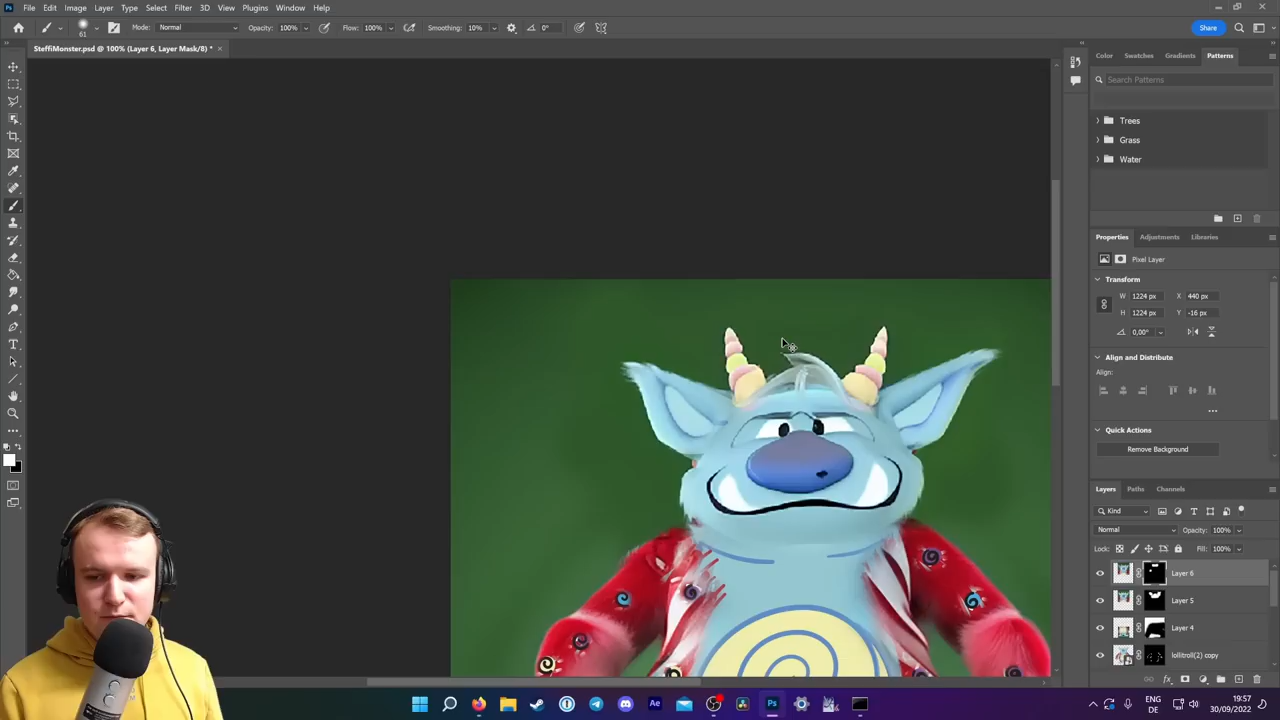 File Edit Image Layer Type Select Filter 3D View Plugins Window Help
61 Mode: Normal Opacity: 100% Flow: 100% Smoothing: 10% 0° Share
SteffiMonster.psd @ 100% (Layer 6, Layer Mask/8) *
Color Swatches Gradients Patterns
Search Patterns
Trees
Grass
Water
Properties Adjustments Libraries
Pixel Layer
Transform
W 1224 px X 440 px
H 1224 px Y -16 px
0,00°
Align and Distribute
Align:
Quick Actions
Remove Background
Layers Paths Channels
Kind
Normal Opacity: 100%
Lock: Fill: 100%
Layer 6
Layer 5
Layer 4
lollitroll(2) copy
ENG 19:57
DE 30/09/2022